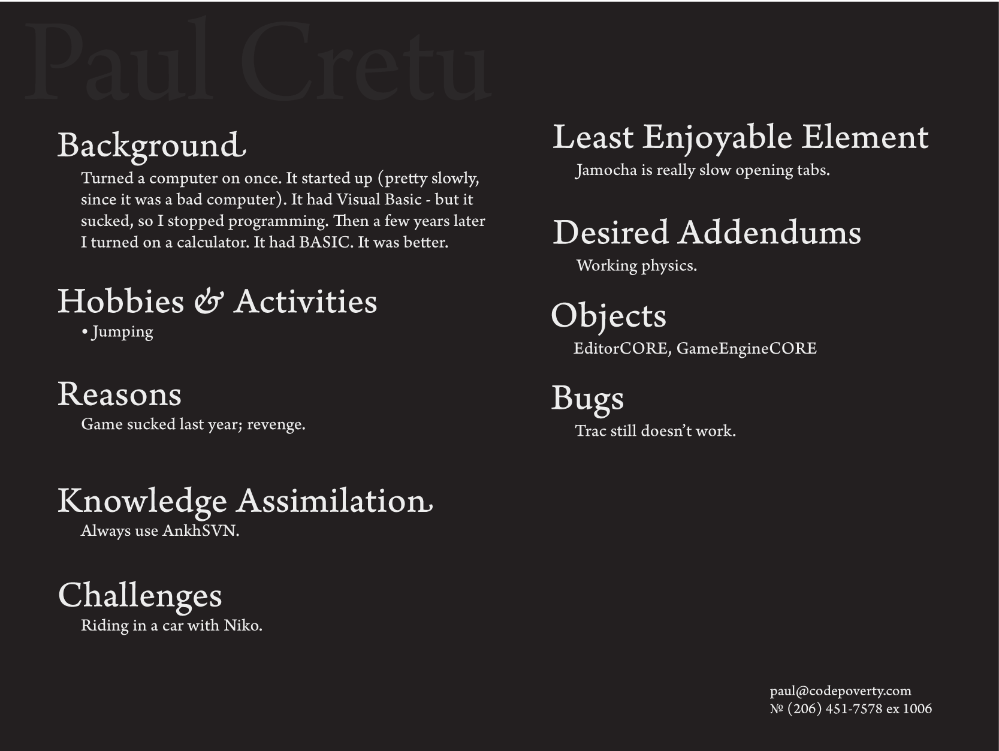 Paul Cretu
Background
Turned a computer on once. It started up (pretty slowly,
since it was a bad computer). It had Visual Basic - but it
sucked, so I stopped programming. Then a few years later
I turned on a calculator. It had BASIC. It was better.
Hobbies & Activities
• Jumping
Reasons
Game sucked last year; revenge.
Knowledge Assimilation
Always use AnkhSVN.
Challenges
Riding in a car with Niko.
Least Enjoyable Element
Jamocha is really slow opening tabs.
Desired Addendums
Working physics.
Objects
EditorCORE, GameEngineCORE
Bugs
Trac still doesn’t work.
paul@codepoverty.com
№ (206) 451-7578 ex 1006